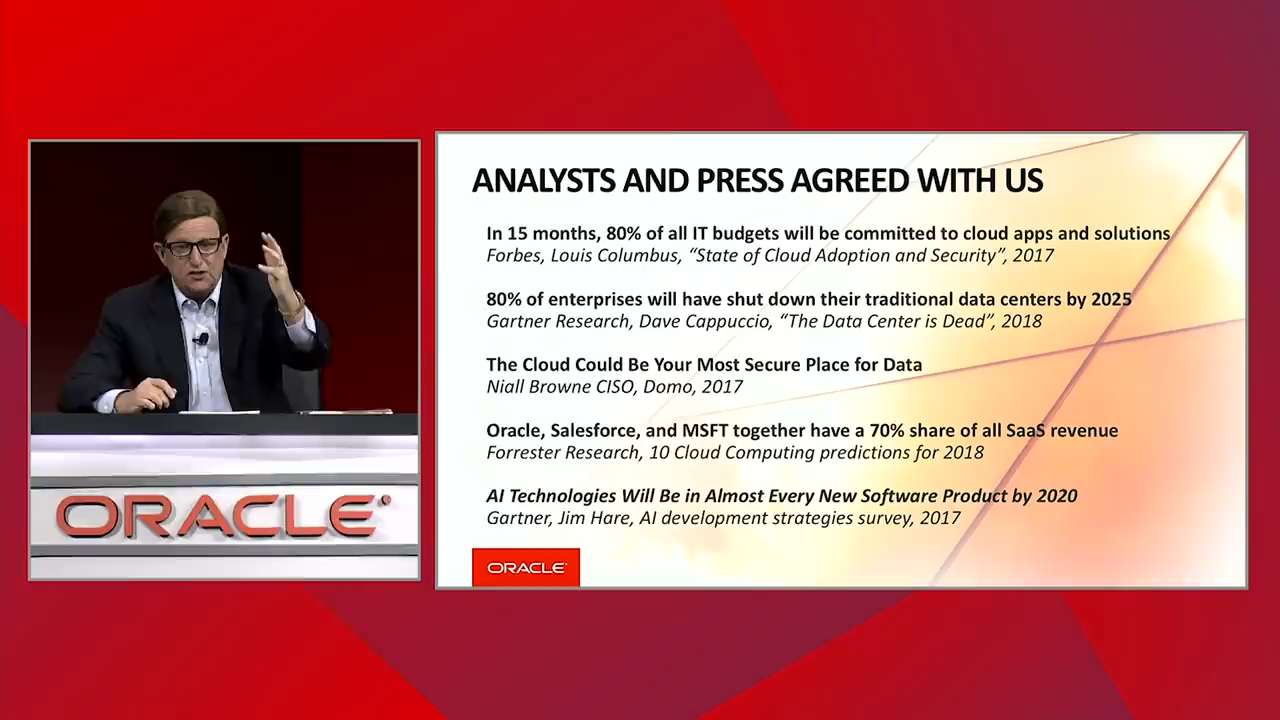 ANALYSTS AND PRESS AGREED WITH US
In 15 months, 80% of all IT budgets will be committed to cloud apps and solutions
Forbes, Louis Columbus, “State of Cloud Adoption and Security”, 2017
80% of enterprises will have shut down their traditional data centers by 2025
Gartner Research, Dave Cappuccio, “The Data Center is Dead”, 2018
The Cloud Could Be Your Most Secure Place for Data
Niall Browne CISO, Domo, 2017
Oracle, Salesforce, and MSFT together have a 70% share of all SaaS revenue
Forrester Research, 10 Cloud Computing predictions for 2018
AI Technologies Will Be in Almost Every New Software Product by 2020
Gartner, Jim Hare, AI development strategies survey, 2017
ORACLE
ORACLE